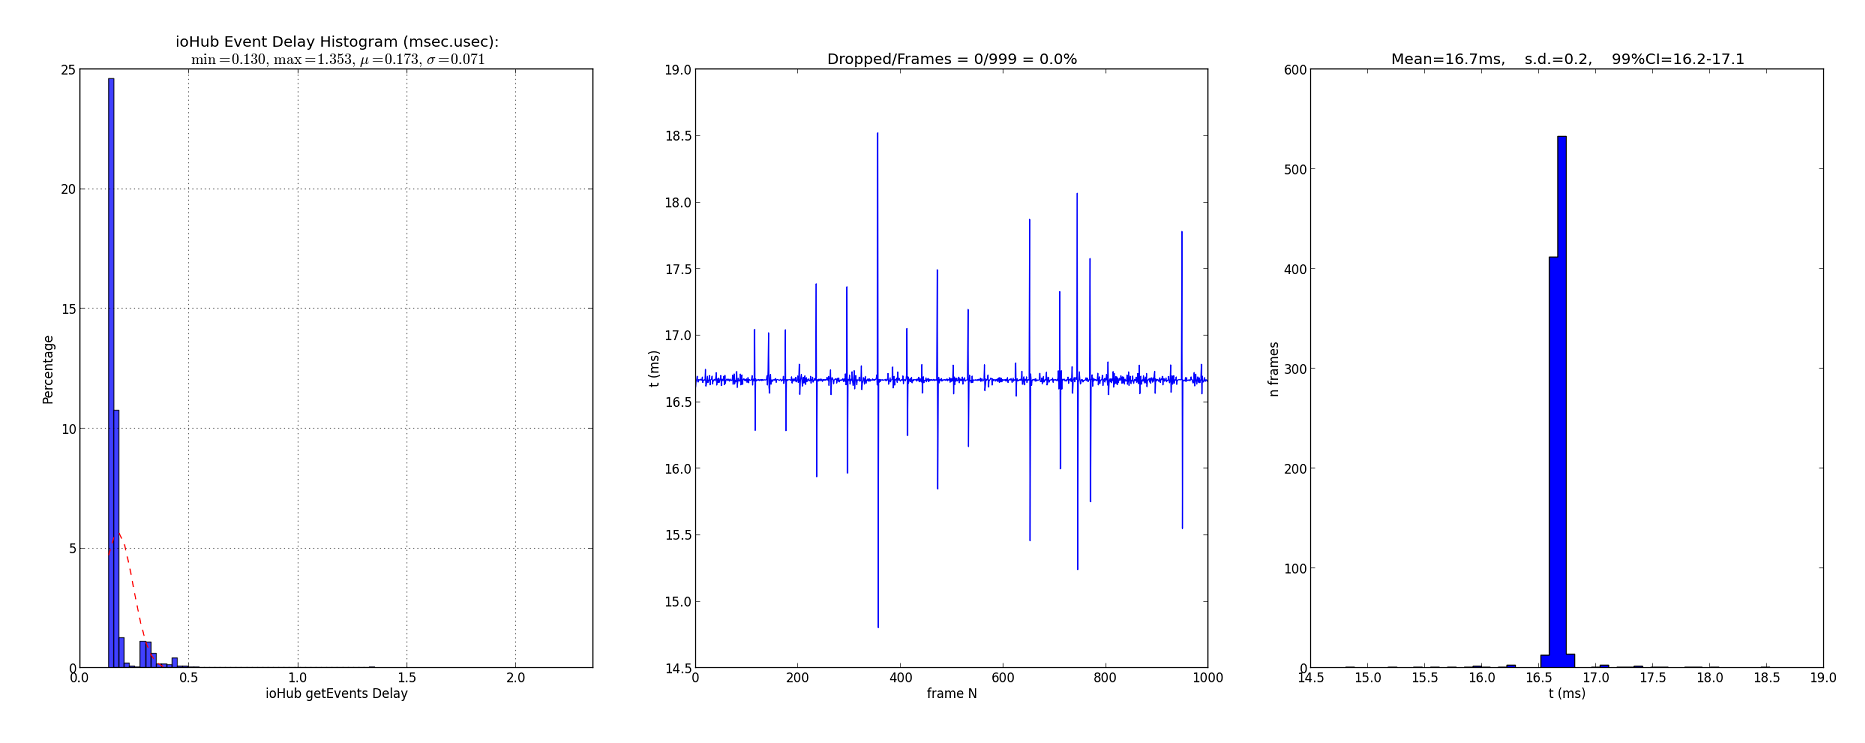 ioHub Event Delay Histogram (msec.usec):
min=0.130, max=1.353, μ=0.173, σ=0.071
25
20
15
10
5
0
Percentage
0.0 0.5 1.0 1.5 2.0
ioHub getEvents Delay
Dropped/Frames = 0/999 = 0.0%
19.0
18.5
18.0
17.5
17.0
16.5
16.0
15.5
15.0
14.5
t (ms)
0 200 400 600 800 1000
frame N
Mean=16.7ms, s.d.=0.2, 99%CI=16.2-17.1
600
500
400
300
200
100
0
n frames
14.5 15.0 15.5 16.0 16.5 17.0 17.5 18.0 18.5 19.0
t (ms)